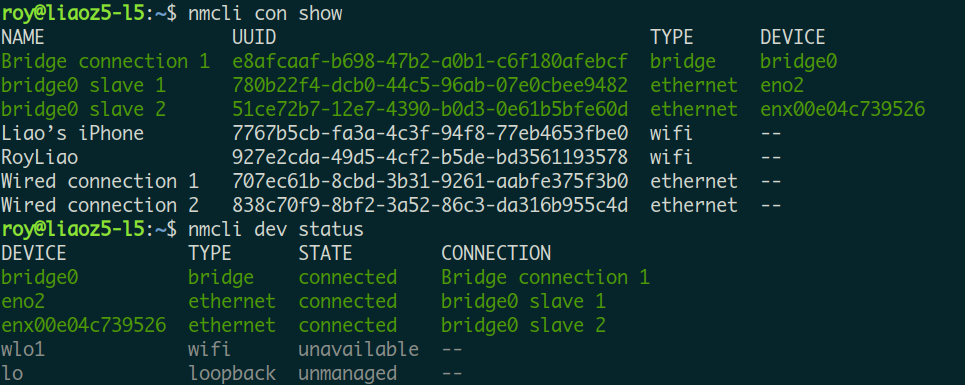 roy@liaoz5-l5:~$ nmcli con show
NAME UUID TYPE DEVICE
Bridge connection 1 e8afcaaf-b698-47b2-a0b1-c6f180afebcf bridge bridge0
bridge0 slave 1 780b22f4-dcb0-44c5-96ab-07e0cbee9482 ethernet eno2
bridge0 slave 2 51ce72b7-12e7-4390-b0d3-0e61b5bfe60d ethernet enx00e04c739526
Liao’s iPhone 7767b5cb-fa3a-4c3f-94f8-77eb4653fbe0 wifi --
RoyLiao 927e2cda-49d5-4cf2-b5de-bd3561193578 wifi --
Wired connection 1 707ec61b-8cbd-3b31-9261-aabfe375f3b0 ethernet --
Wired connection 2 838c70f9-8bf2-3a52-86c3-da316b955c4d ethernet --
roy@liaoz5-l5:~$ nmcli dev status
DEVICE TYPE STATE CONNECTION
bridge0 bridge connected Bridge connection 1
eno2 ethernet connected bridge0 slave 1
enx00e04c739526 ethernet connected bridge0 slave 2
wlo1 wifi unavailable --
lo loopback unmanaged --